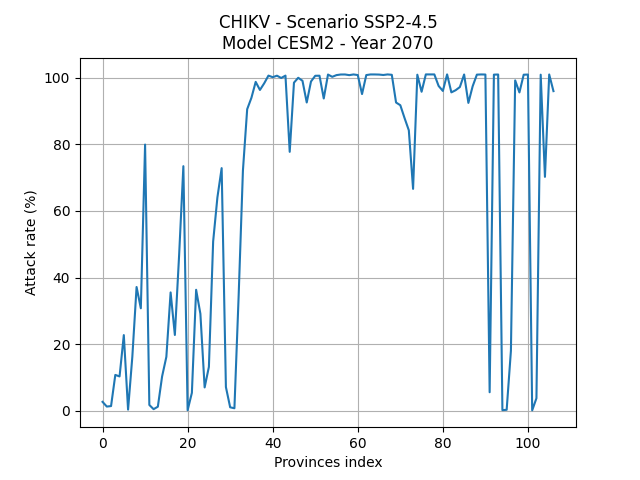 CHIKV - Scenario SSP2-4.5
Model CESM2 - Year 2070
100
80
60
40
20
0
Attack rate (%)
0 20 40 60 80 100
Provinces index